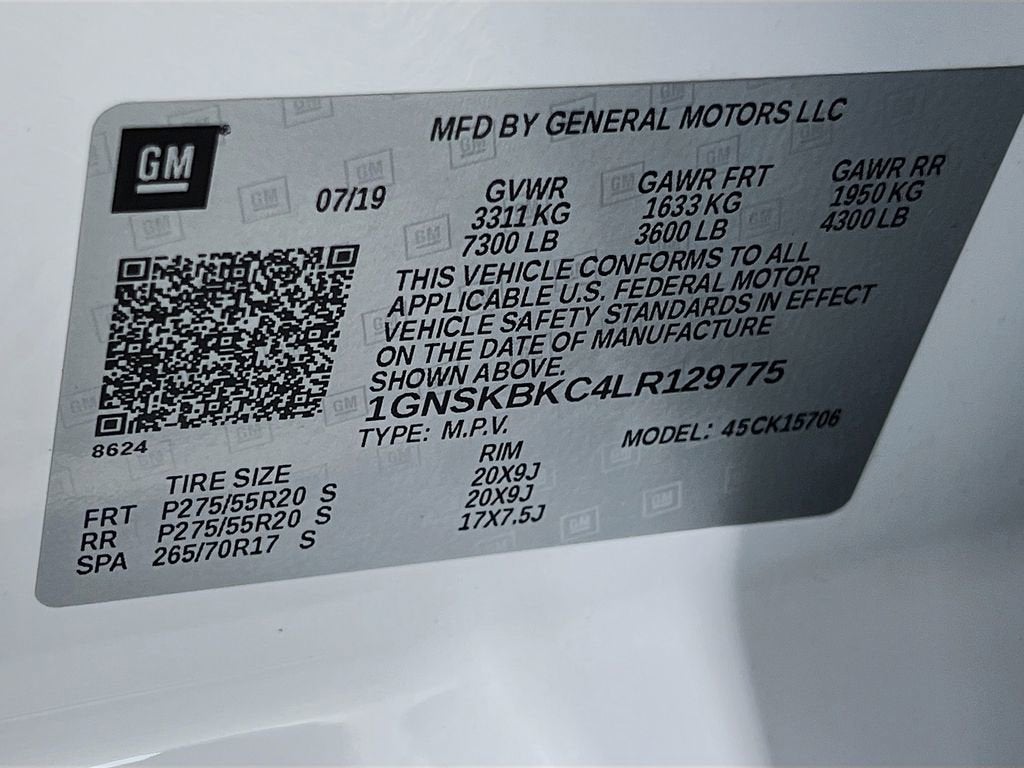 GM
MFD BY GENERAL MOTORS LLC
07/19
GVWR
3311 KG
7300 LB
GAWR FRT
1633 KG
3600 LB
GAWR RR
1950 KG
4300 LB
THIS VEHICLE CONFORMS TO ALL
APPLICABLE U.S. FEDERAL MOTOR
VEHICLE SAFETY STANDARDS IN EFFECT
ON THE DATE OF MANUFACTURE
SHOWN ABOVE.
1GNSKBKC4LR129775
8624
TYPE: M.P.V. MODEL: 45CK15706
TIRE SIZE RIM
FRT P275/55R20 S 20X9J
RR P275/55R20 S 20X9J
SPA 265/70R17 S 17X7.5J